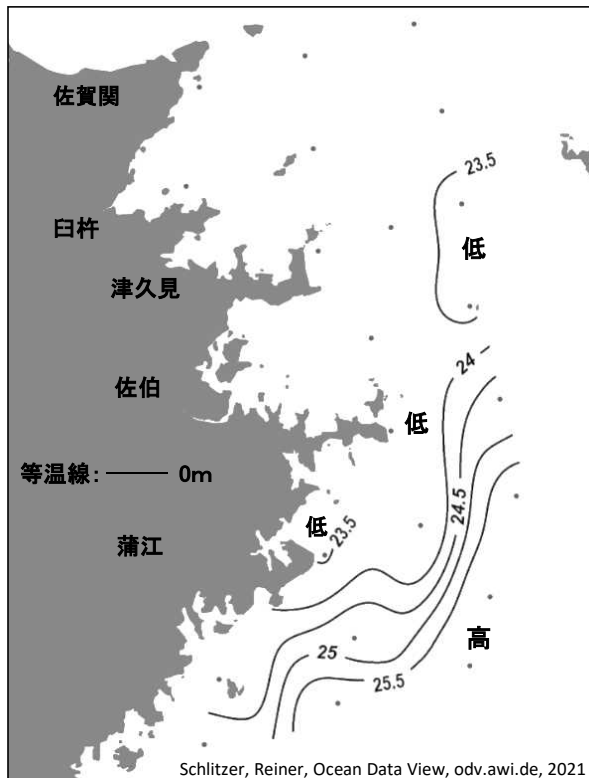 佐賀関
23.5
臼杵
低
津久見
24
佐伯
低
等温線: 0m
24.5
低
23.5
蒲江
高
25
25.5
Schlitzer, Reiner, Ocean Data View, odv.awi.de, 2021